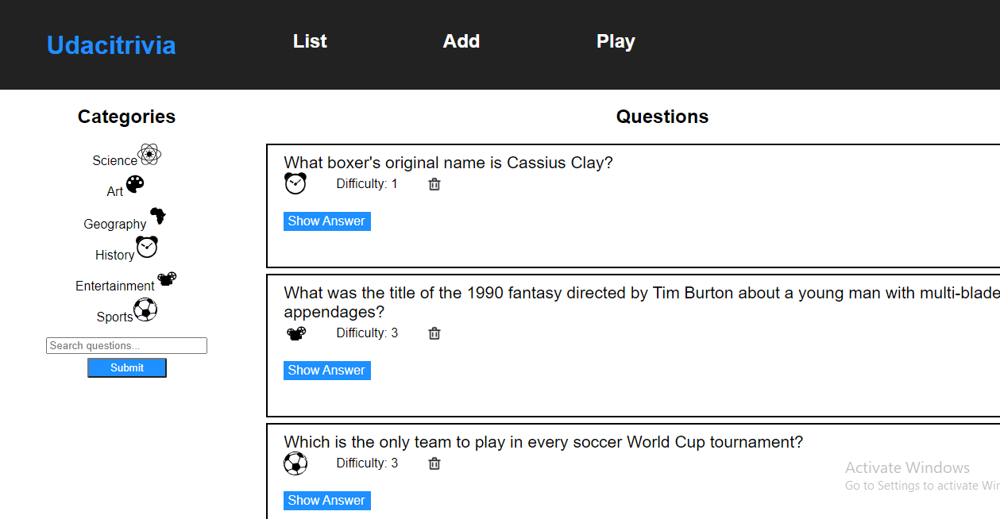 Udacitrivia
List
Add
Play
Categories
Science
Art
Geography
History
Entertainment
Sports
Search questions...
Submit
Questions
What boxer's original name is Cassius Clay?
Difficulty: 1
Show Answer
What was the title of the 1990 fantasy directed by Tim Burton about a young man with multi-blade
appendages?
Difficulty: 3
Show Answer
Which is the only team to play in every soccer World Cup tournament?
Difficulty: 3
Show Answer
Activate Windows
Go to Settings to activate Win